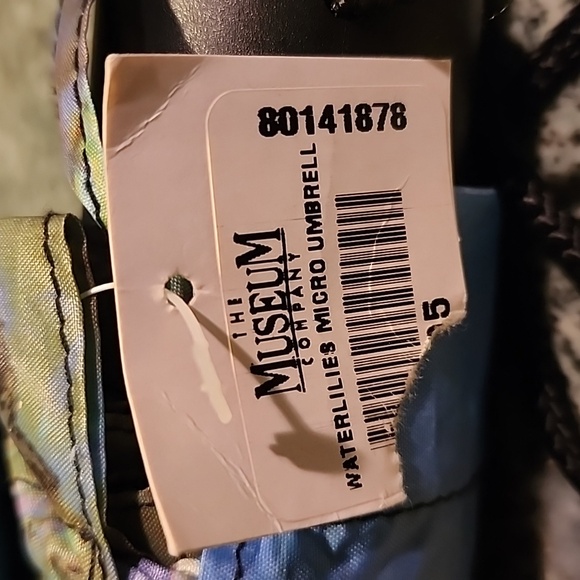 80141878
THE
MUSEUM
COMPANY
WATERLILIES MICRO UMBRELL